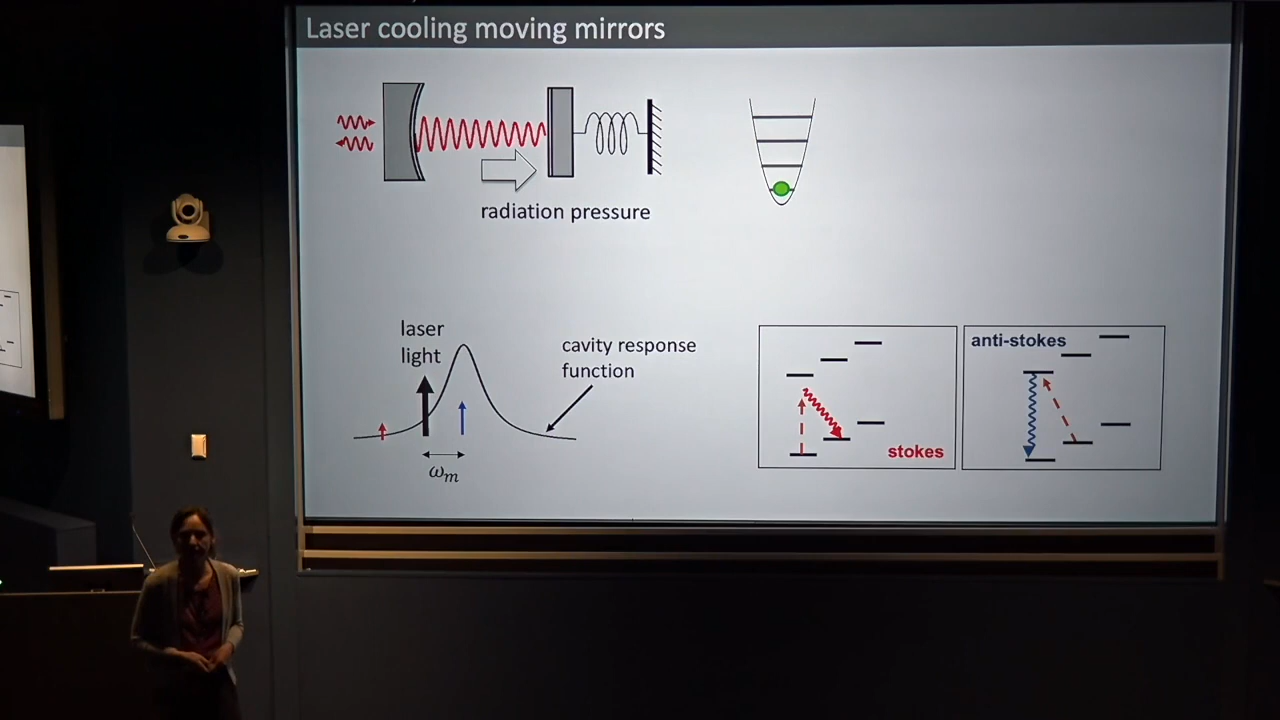 Laser cooling moving mirrors
radiation pressure
laser
light
cavity response
function
ωₘ
stokes
anti-stokes